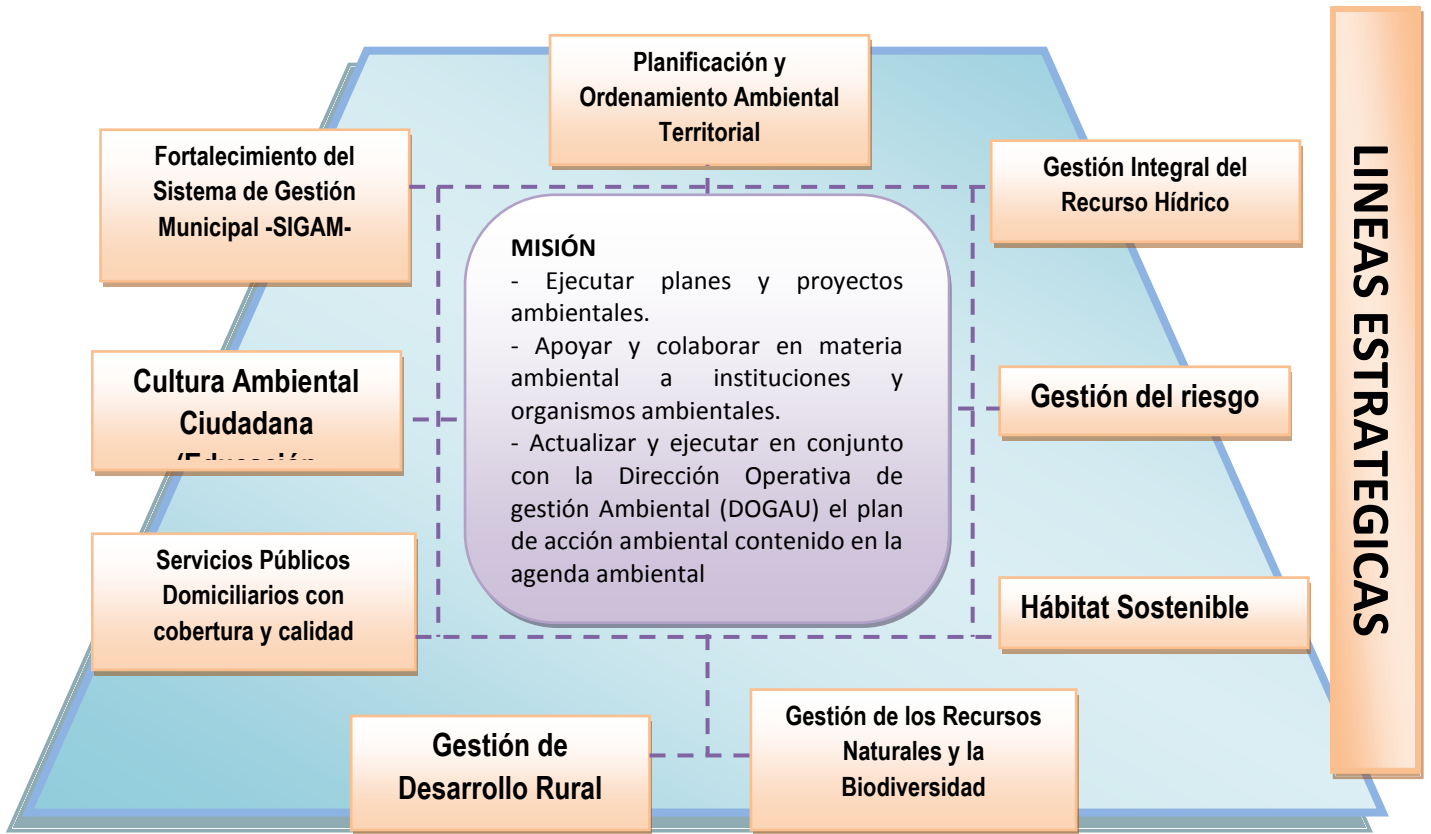 Planificación y
Ordenamiento Ambiental
Territorial
Fortalecimiento del
Sistema de Gestión
Municipal -SIGAM-
Gestión Integral del
Recurso Hídrico
MISIÓN
- Ejecutar planes y proyectos
ambientales.
- Apoyar y colaborar en materia
ambiental a instituciones y
organismos ambientales.
- Actualizar y ejecutar en conjunto
con la Dirección Operativa de
gestión Ambiental (DOGAU) el plan
de acción ambiental contenido en la
agenda ambiental
Cultura Ambiental
Ciudadana
Gestión del riesgo
Servicios Públicos
Domiciliarios con
cobertura y calidad
Hábitat Sostenible
Gestión de
Desarrollo Rural
Gestión de los Recursos
Naturales y la
Biodiversidad
LINEAS ESTRATEGICAS